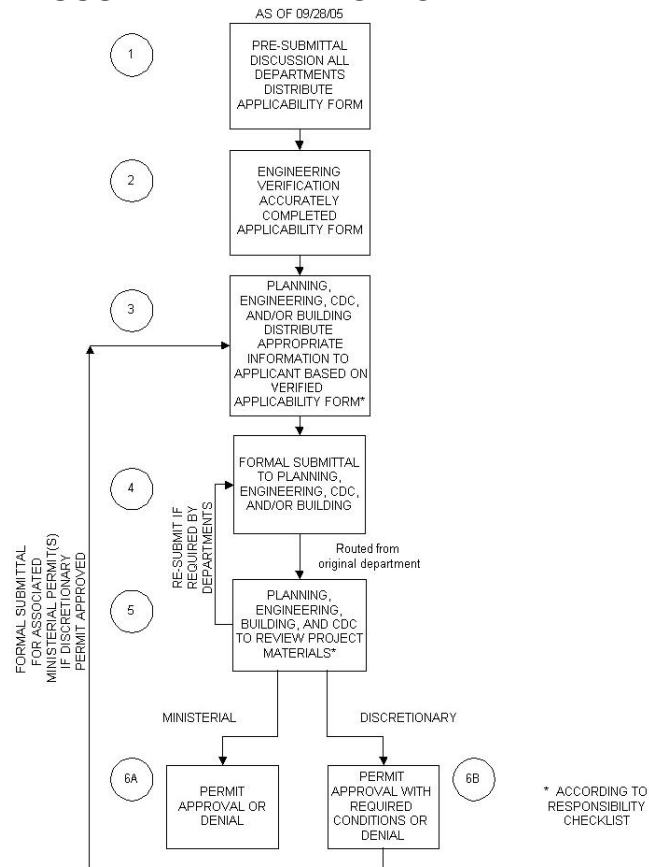 AS OF 09/28/05
1
PRE-SUBMITTAL
DISCUSSION ALL
DEPARTMENTS
DISTRIBUTE
APPLICABILITY FORM
2
ENGINEERING
VERIFICATION
ACCURATELY
COMPLETED
APPLICABILITY FORM
3
PLANNING,
ENGINEERING, CDC,
AND/OR BUILDING
DISTRIBUTE
APPROPRIATE
INFORMATION TO
APPLICANT BASED ON
VERIFIED
APPLICABILITY FORM*
4
FORMAL SUBMITTAL
TO PLANNING,
ENGINEERING, CDC,
AND/OR BUILDING
RE-SUBMIT IF
REQUIRED BY
DEPARTMENTS
Routed from
original department
5
PLANNING,
ENGINEERING,
BUILDING, AND CDC
TO REVIEW PROJECT
MATERIALS*
FORMAL SUBMITTAL
FOR ASSOCIATED
MINISTERIAL PERMIT(S)
IF DISCRETIONARY
PERMIT APPROVED
MINISTERIAL
DISCRETIONARY
6A
PERMIT
APPROVAL OR
DENIAL
PERMIT
APPROVAL WITH
REQUIRED
CONDITIONS OR
DENIAL
6B
* ACCORDING TO
RESPONSIBILITY
CHECKLIST